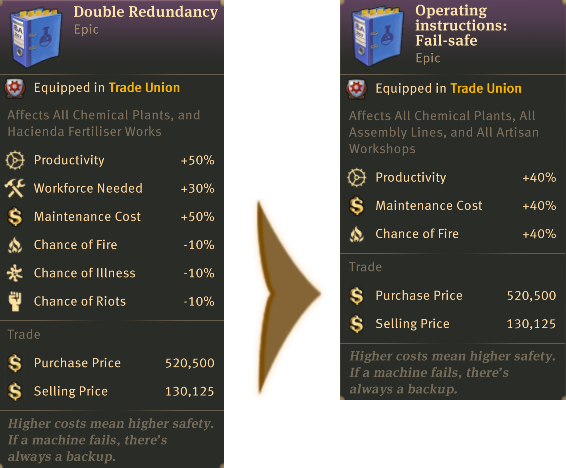 Double Redundancy
Epic
Equipped in Trade Union
Affects All Chemical Plants, and
Hacienda Fertiliser Works
Productivity +50%
Workforce Needed +30%
Maintenance Cost +50%
Chance of Fire -10%
Chance of Illness -10%
Chance of Riots -10%
Trade
Purchase Price 520,500
Selling Price 130,125
Higher costs mean higher safety.
If a machine fails, there's
always a backup.
Operating
instructions:
Fail-safe
Epic
Equipped in Trade Union
Affects All Chemical Plants, All
Assembly Lines, and All Artisan
Workshops
Productivity +40%
Maintenance Cost +40%
Chance of Fire +40%
Trade
Purchase Price 520,500
Selling Price 130,125
Higher costs mean higher safety.
If a machine fails, there's
always a backup.